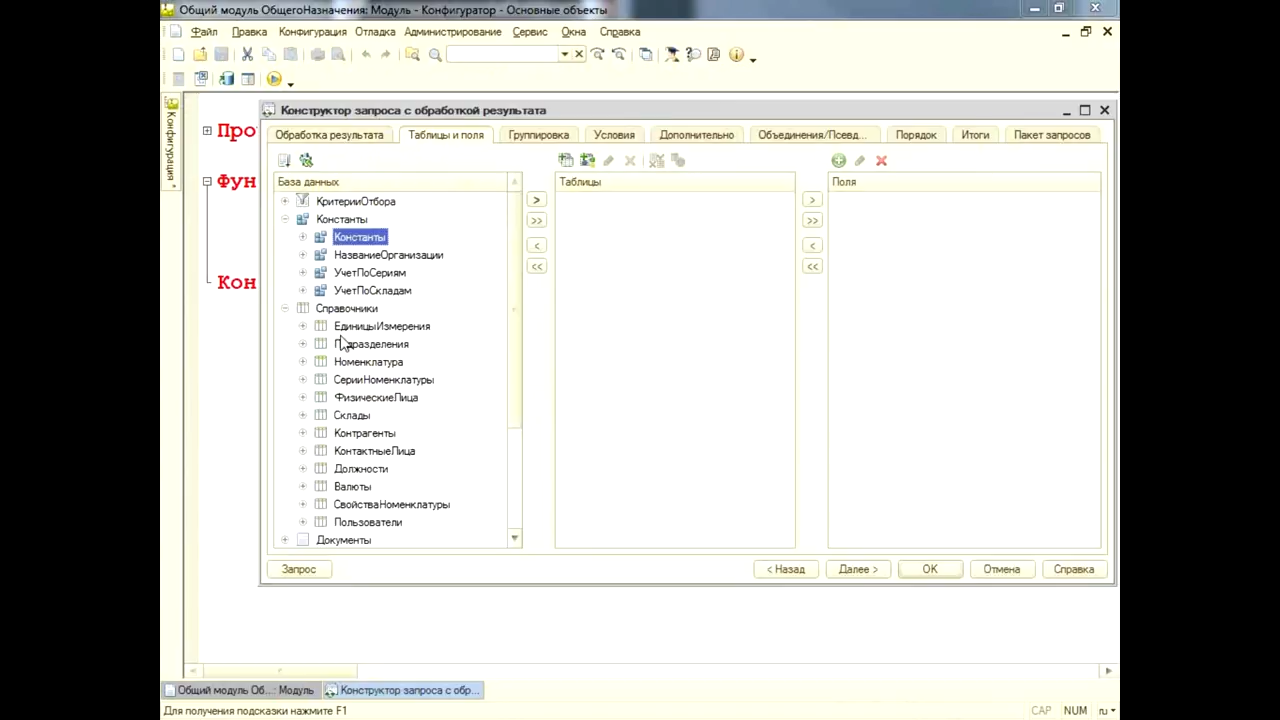 Общий модуль ОбщегоНазначения: Модуль - Конфигуратор - Основные объекты
Файл Правка Конфигурация Отладка Администрирование Сервис Окна Справка
Конфигурация *
Про
Фун
Кон
Конструктор запроса с обработкой результата
Обработка результата Таблицы и поля Группировка Условия Дополнительно Объединения/Псевд... Порядок Итоги Пакет запросов
База данных
КритерииОтбора
Константы
Константы
НазваниеОрганизации
УчетПоСериям
УчетПоСкладам
Справочники
ЕдиницыИзмерения
Подразделения
Номенклатура
СерииНоменклатуры
ФизическиеЛица
Склады
Контрагенты
КонтактныеЛица
Должности
Валюты
СвойстваНоменклатуры
Пользователи
Документы
> >> < <<
Таблицы
> >> < <<
Поля
Запрос < Назад Далее > OK Отмена Справка
Общий модуль Об...: Модуль Конструктор запроса с обр...
Для получения подсказки нажмите F1 CAP NUM ru